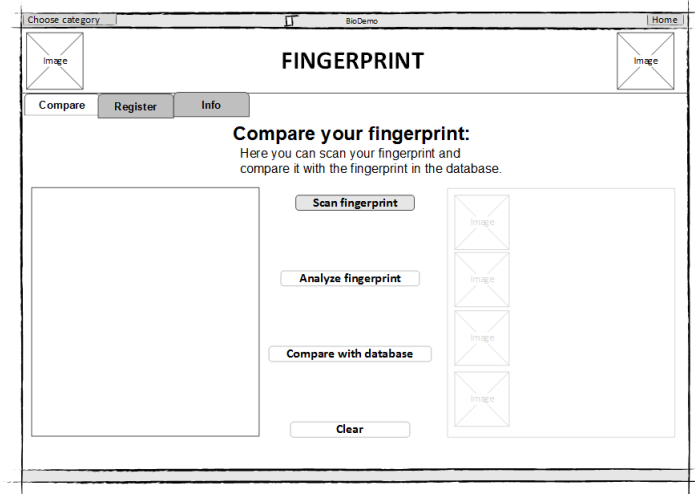 Choose category
BioDemo
Home
Image
FINGERPRINT
Image
Compare
Register
Info
Compare your fingerprint:
Here you can scan your fingerprint and
compare it with the fingerprint in the database.
Scan fingerprint
Image
Analyze fingerprint
Image
Image
Compare with database
Image
Clear